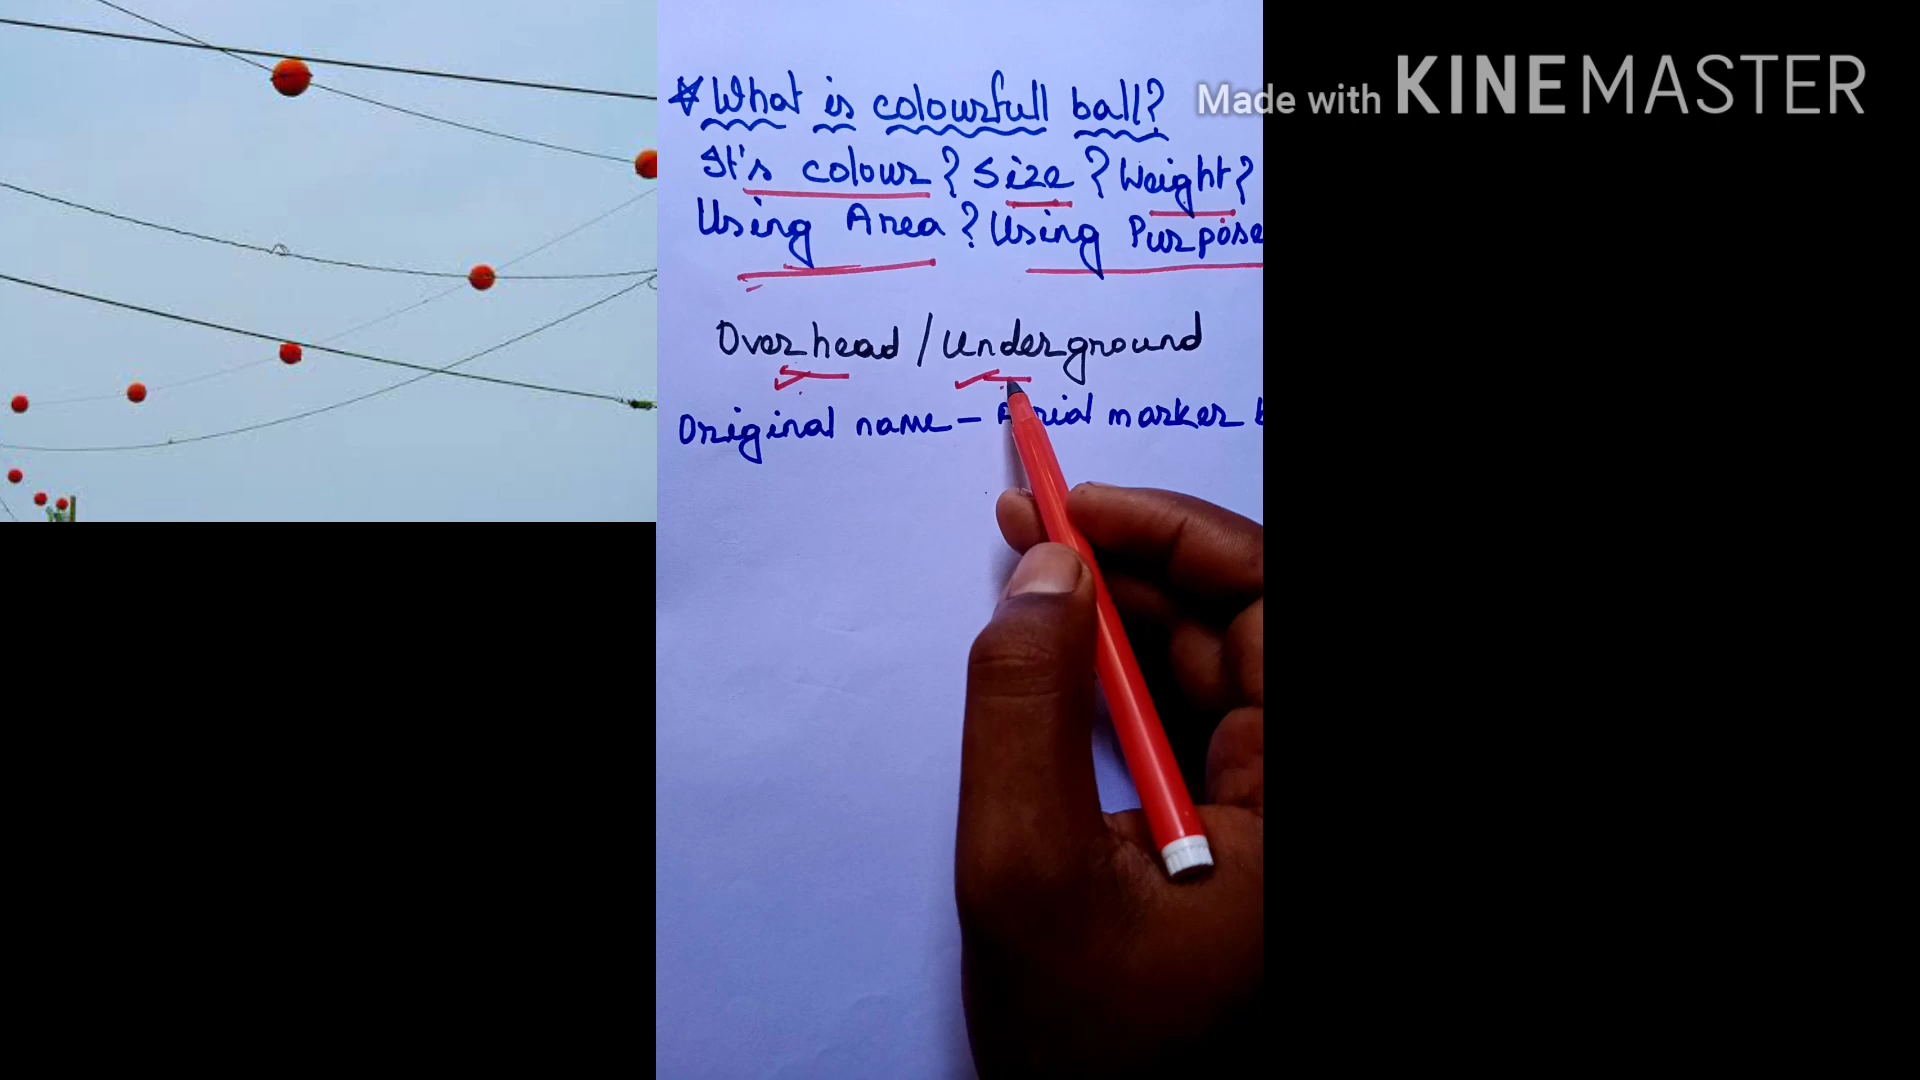 * What is colourfull ball?
It's colour? Size? Weight?
Using Area? Using Purpose
Overhead / Underground
Original name - Arial marker b
Made with KINEMASTER